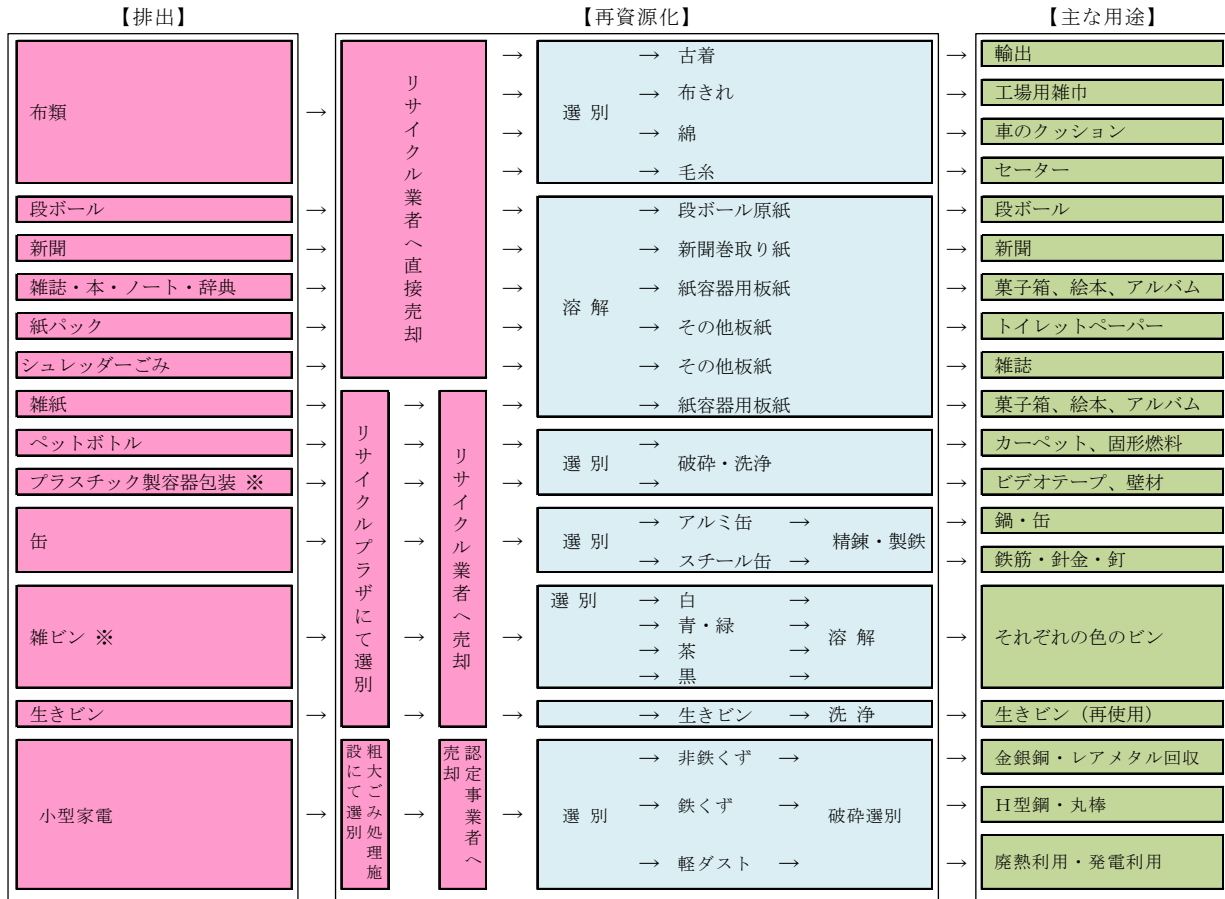 【排出】 【再資源化】 【主な用途】
布類 → リサイクル業者へ直接売却 → 選別 → 古着 → 輸出
→ → 布きれ → 工場用雑巾
→ → 綿 → 車のクッション
→ → 毛糸 → セーター
段ボール → → 溶解 → 段ボール原紙 → 段ボール
新聞 → → → 新聞巻取り紙 → 新聞
雑誌・本・ノート・辞典 → → → 紙容器用板紙 → 菓子箱、絵本、アルバム
紙パック → → → その他板紙 → トイレットペーパー
シュレッダーごみ → → → その他板紙 → 雑誌
雑紙 → リサイクルプラザにて選別 → リサイクル業者へ売却 → → 紙容器用板紙 → 菓子箱、絵本、アルバム
ペットボトル → → → 選別 → 破砕・洗浄 → カーペット、固形燃料
プラスチック製容器包装 ※ → → → → → ビデオテープ、壁材
缶 → → → 選別 → アルミ缶 → 精錬・製鉄 → 鍋・缶
→ スチール缶 → → 鉄筋・針金・釘
雑ビン ※ → → → 選別 → 白 → 溶解 → それぞれの色のビン
→ 青・緑 →
→ 茶 →
→ 黒 →
生きビン → → → → 生きビン → 洗浄 → 生きビン(再使用)
小型家電 → 粗大ごみ処理施設にて選別 → 認定事業者へ売却 → 選別 → 非鉄くず → 破砕選別 → 金銀銅・レアメタル回収
→ 鉄くず → → H型鋼・丸棒
→ 軽ダスト → → 廃熱利用・発電利用